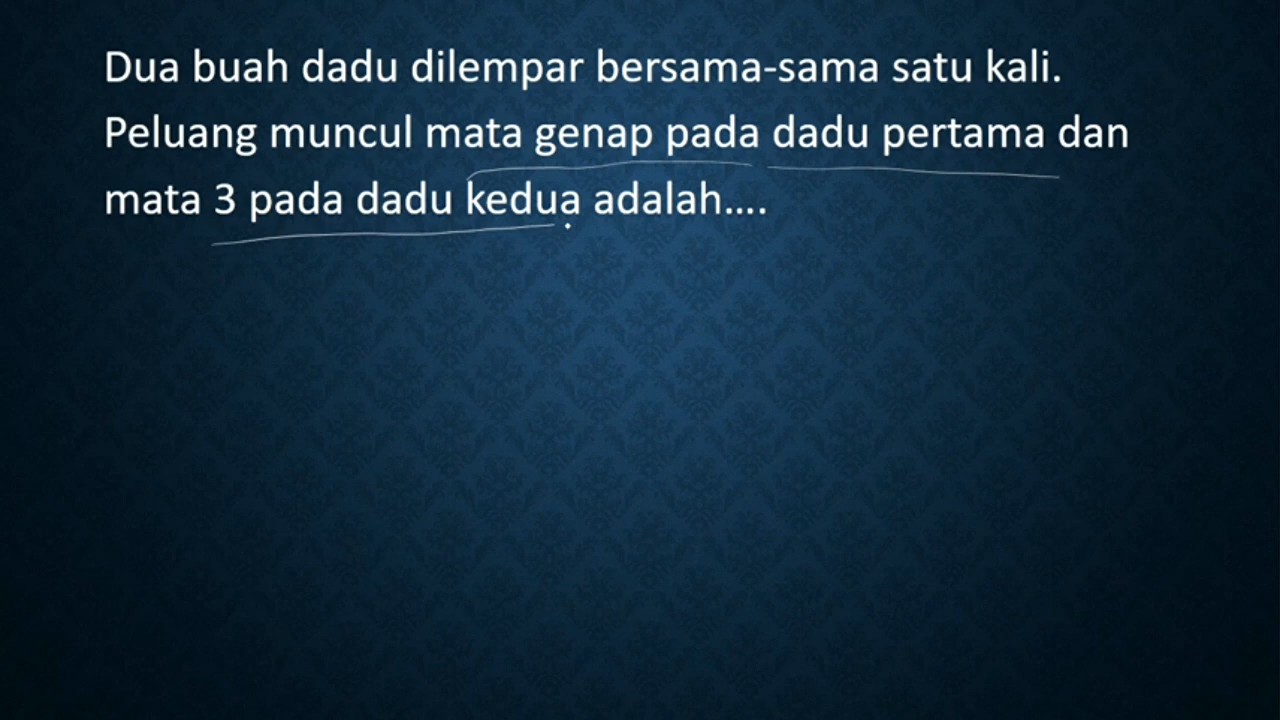 Dua buah dadu dilempar bersama-sama satu kali.
Peluang muncul mata genap pada dadu pertama dan
mata 3 pada dadu kedua adalah....